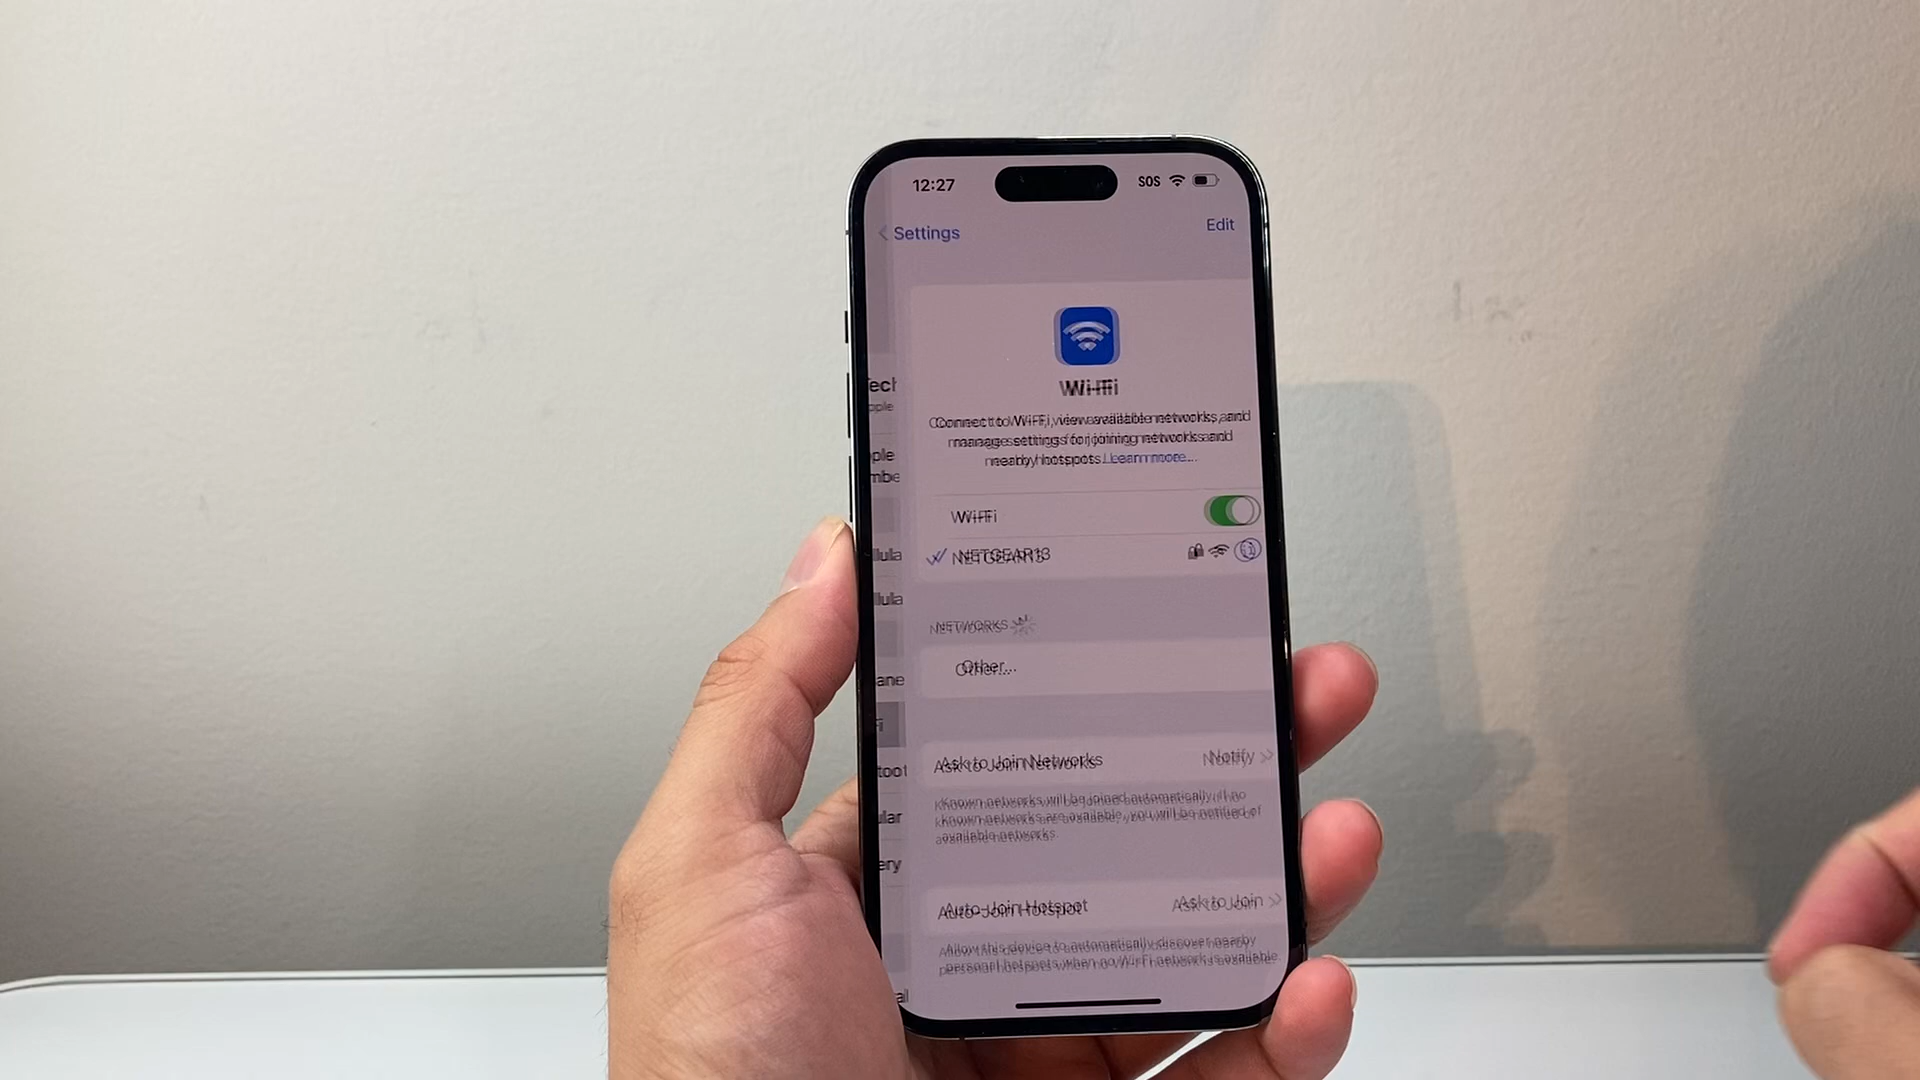 12:27 SOS
Settings Edit
Wi-Fi
Connect to Wi-Fi, view available networks, and
manage settings for joining networks and
nearby hotspots. Learn more...
Wi-Fi
NETGEAR13
NETWORKS
Other...
Ask to Join Networks Notify
Known networks will be joined automatically. If no
known networks are available, you will be notified of
available networks.
Auto-Join Hotspot Ask to Join
Allow this device to automatically discover nearby
personal hotspots when no Wi-Fi network is available.